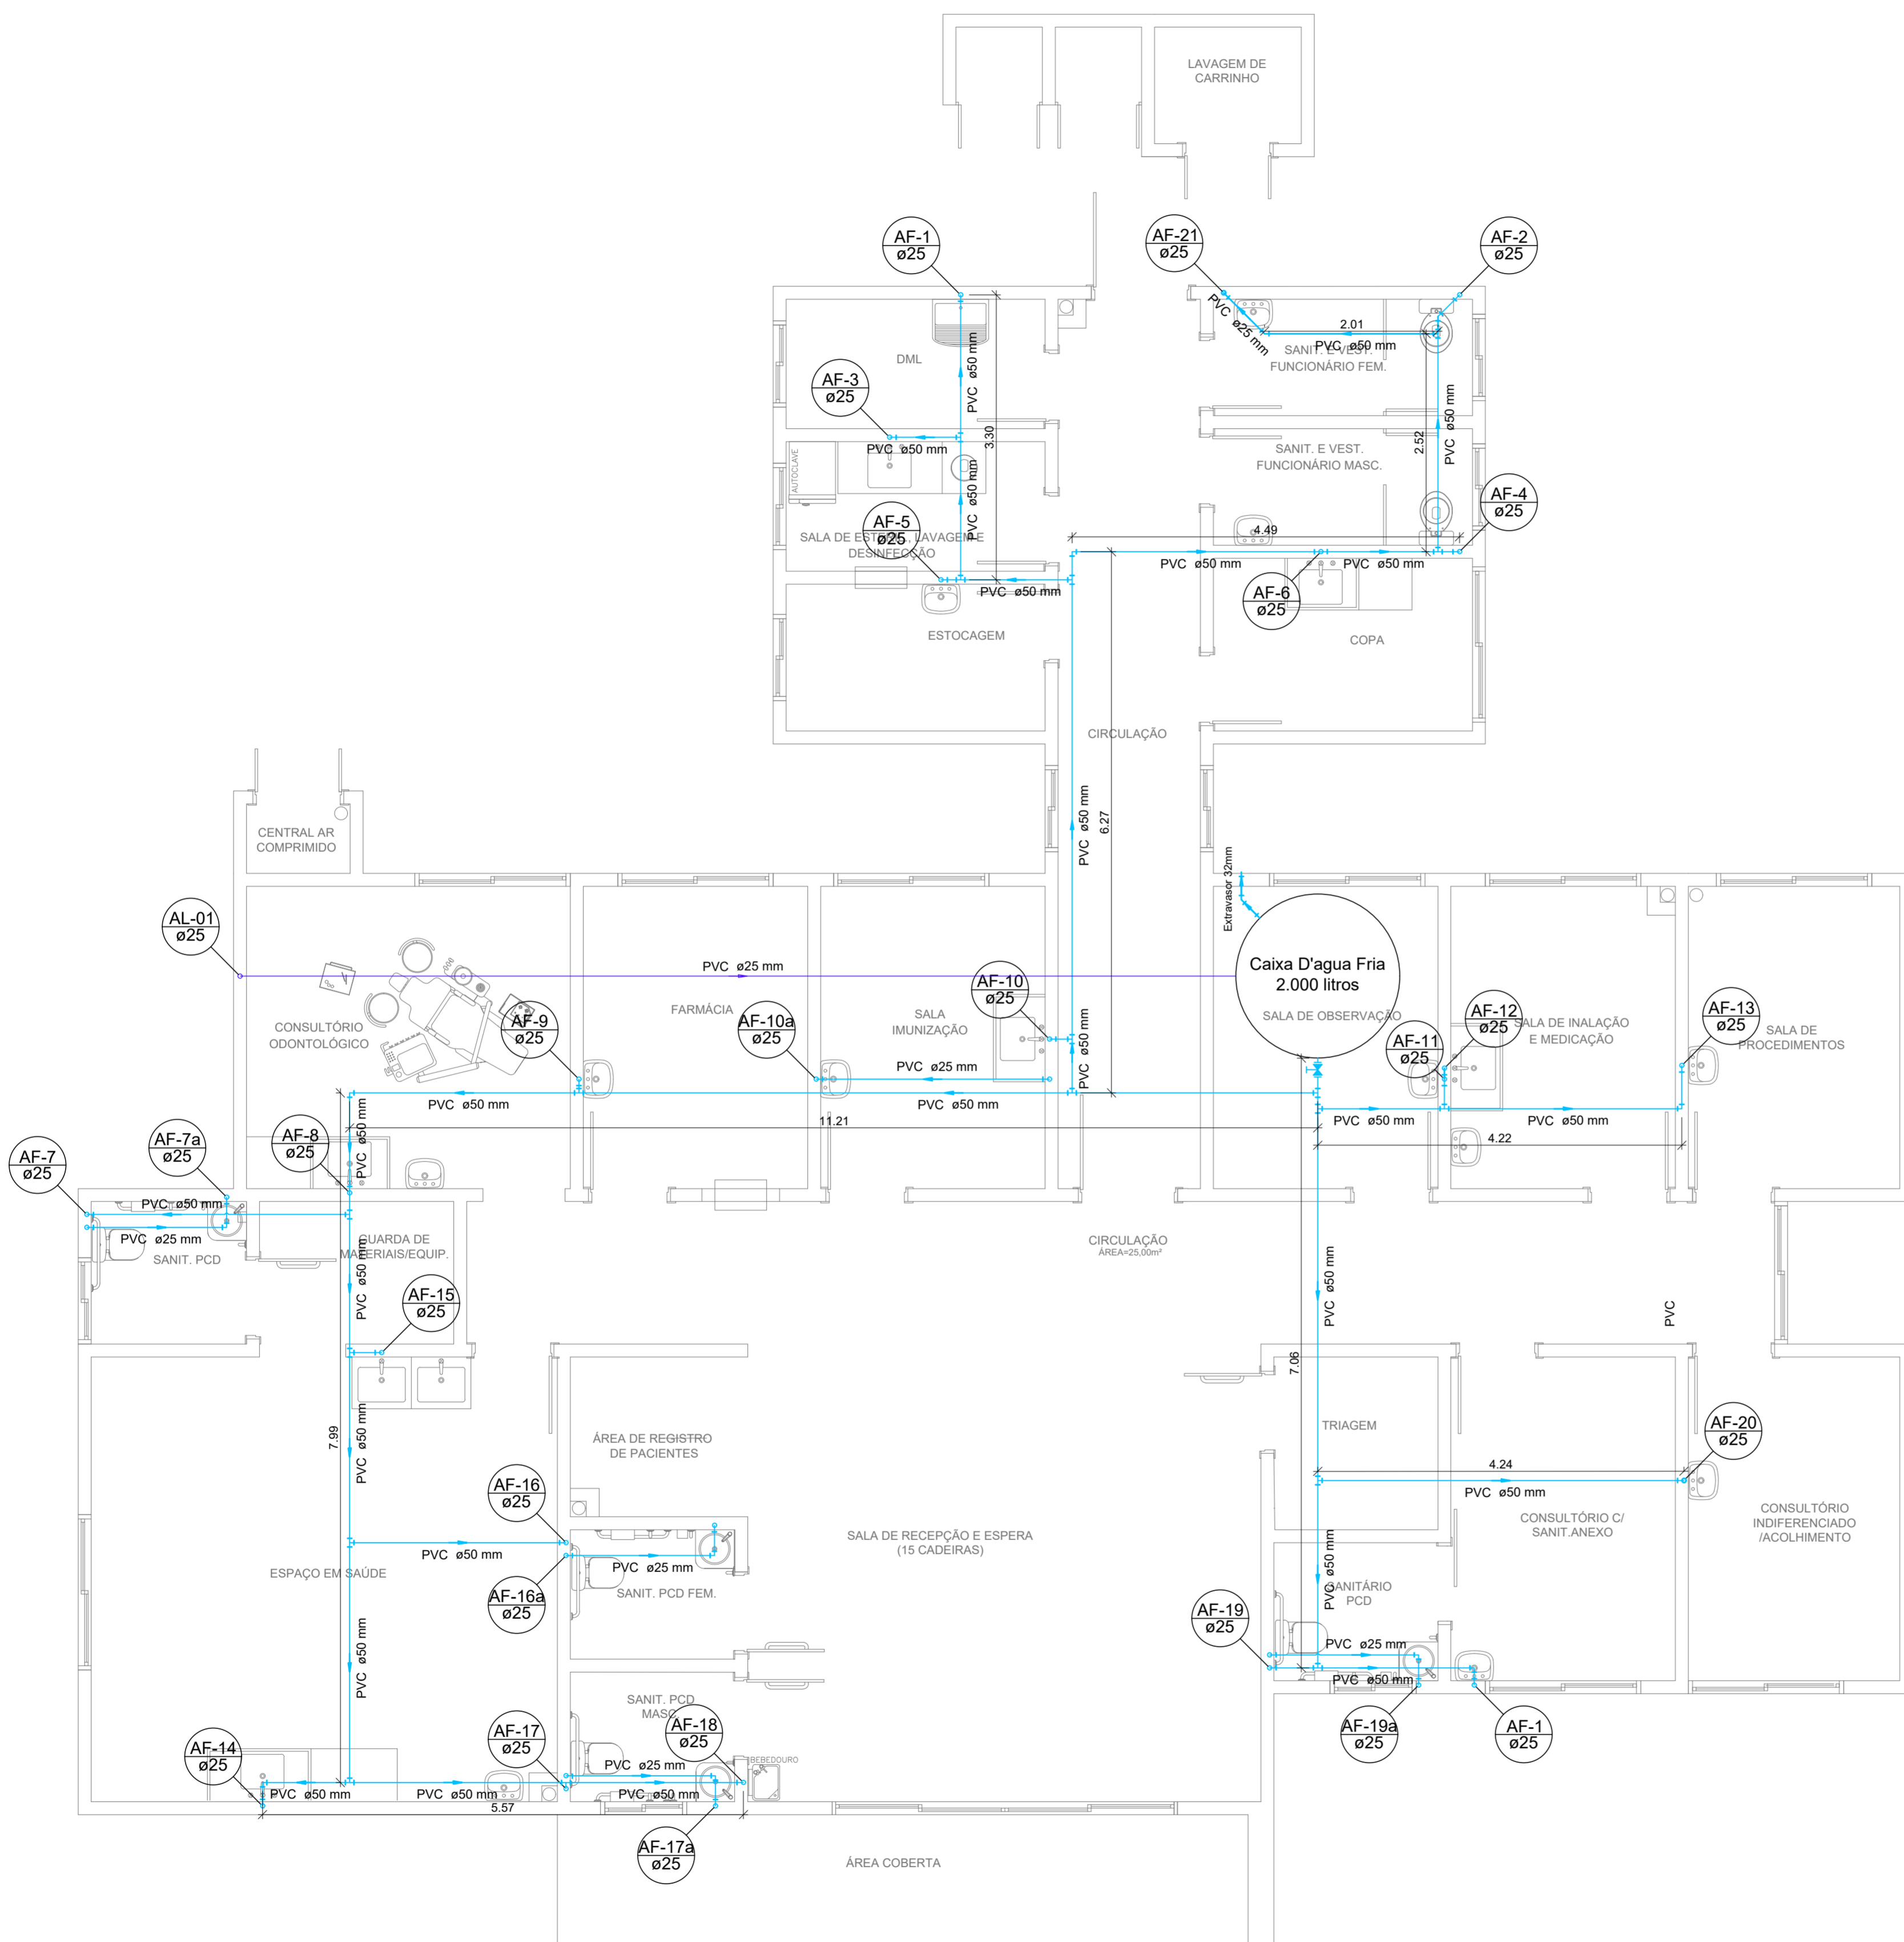 LAVAGEM DE
CARRINHO
AF-1
ø25
AF-21
ø25
AF-2
ø25
PVC ø25 mm
2.01
PVC ø50 mm
SANIT. E VEST.
FUNCIONÁRIO FEM.
DML
PVC ø50 mm
AF-3
ø25
3.30
PVC ø50 mm
2.52
PVC ø50 mm
SANIT. E VEST.
FUNCIONÁRIO MASC.
AUTOCLAVE
PVC ø50 mm
AF-4
ø25
AF-5
ø25
SALA DE ESTERIL. LAVAGEM E
DESINFECÇÃO
4.49
PVC ø50 mm
PVC ø50 mm
PVC ø50 mm
AF-6
ø25
ESTOCAGEM
COPA
CIRCULAÇÃO
PVC ø50 mm
6.27
CENTRAL AR
COMPRIMIDO
Extravasor 32mm
AL-01
ø25
PVC ø25 mm
Caixa D'agua Fria
2.000 litros
SALA DE OBSERVAÇÃO
AF-10
ø25
AF-9
ø25
FARMÁCIA
AF-10a
ø25
SALA
IMUNIZAÇÃO
CONSULTÓRIO
ODONTOLÓGICO
AF-12
ø25
AF-11
ø25
SALA DE INALAÇÃO
E MEDICAÇÃO
AF-13
ø25
SALA DE
PROCEDIMENTOS
PVC ø50 mm
PVC ø25 mm
PVC ø50 mm
PVC ø50 mm
PVC ø50 mm
PVC ø50 mm
11.21
4.22
PVC ø50 mm
AF-8
ø25
AF-7a
ø25
AF-7
ø25
PVC ø50 mm
PVC ø25 mm
SANIT. PCD
GUARDA DE
MATERIAIS/EQUIP.
PVC ø50 mm
CIRCULAÇÃO
ÁREA=25,00m²
PVC ø50 mm
PVC
AF-15
ø25
7.99
PVC ø50 mm
7.06
ÁREA DE REGISTRO
DE PACIENTES
TRIAGEM
AF-20
ø25
4.24
PVC ø50 mm
AF-16
ø25
PVC ø50 mm
PVC ø25 mm
ESPAÇO EM SAÚDE
SANIT. PCD FEM.
AF-16a
ø25
SALA DE RECEPÇÃO E ESPERA
(15 CADEIRAS)
CONSULTÓRIO C/
SANIT.ANEXO
CONSULTÓRIO
INDIFERENCIADO
/ACOLHIMENTO
PVC ø50 mm
SANITÁRIO
PCD
AF-19
ø25
PVC ø25 mm
PVC ø50 mm
PVC ø50 mm
SANIT. PCD
MASC.
AF-17
ø25
AF-18
ø25
AF-14
ø25
BEBEDOURO
PVC ø25 mm
PVC ø50 mm
PVC ø50 mm
PVC ø50 mm
5.57
AF-19a
ø25
AF-1
ø25
AF-17a
ø25
ÁREA COBERTA